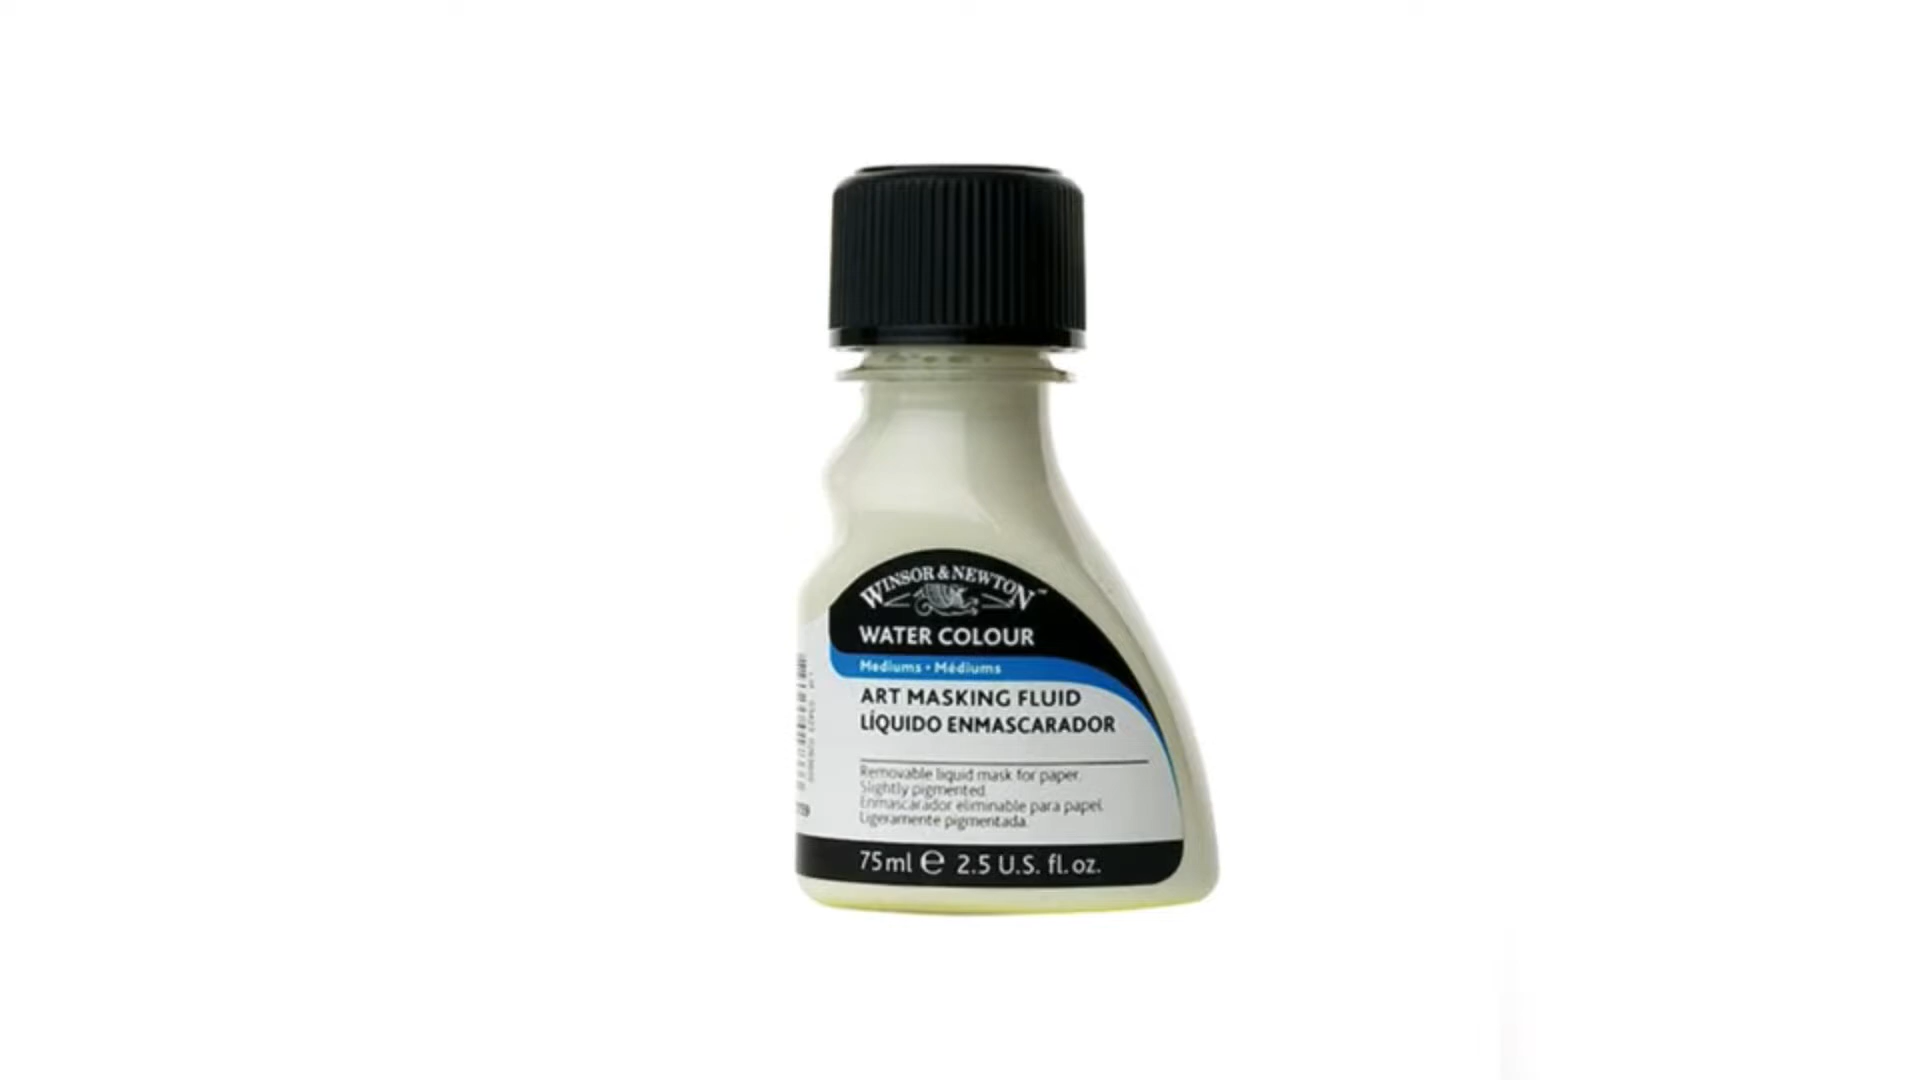 WINSOR & NEWTON™
WATER COLOUR
Mediums • Médiums
ART MASKING FLUID
LÍQUIDO ENMASCARADOR
Removable liquid mask for paper.
Slightly pigmented.
Enmascarador eliminable para papel.
Ligeramente pigmentada.
75ml ℮ 2.5 U.S. fl.oz.